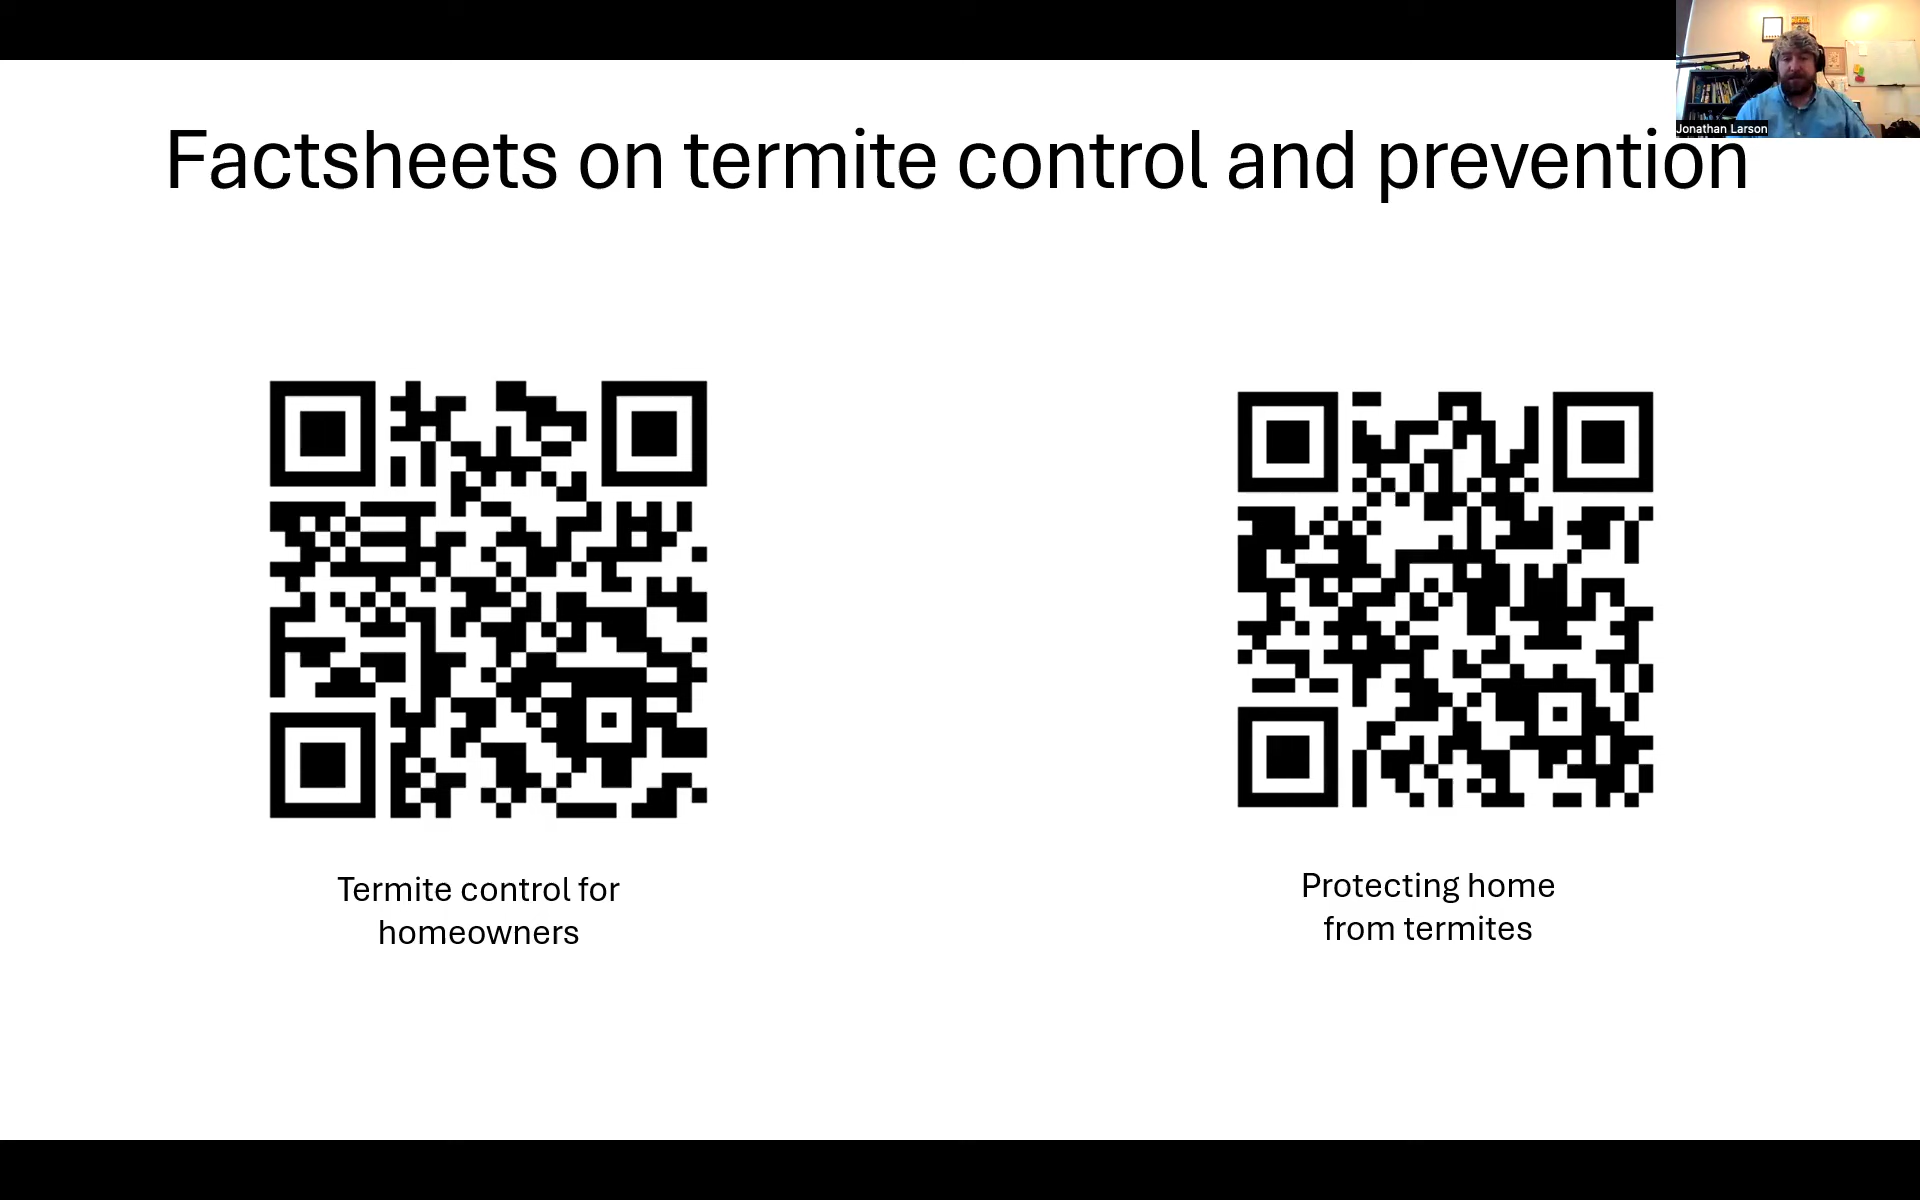 Jonathan Larson
Factsheets on termite control and prevention
Termite control for
homeowners
Protecting home
from termites